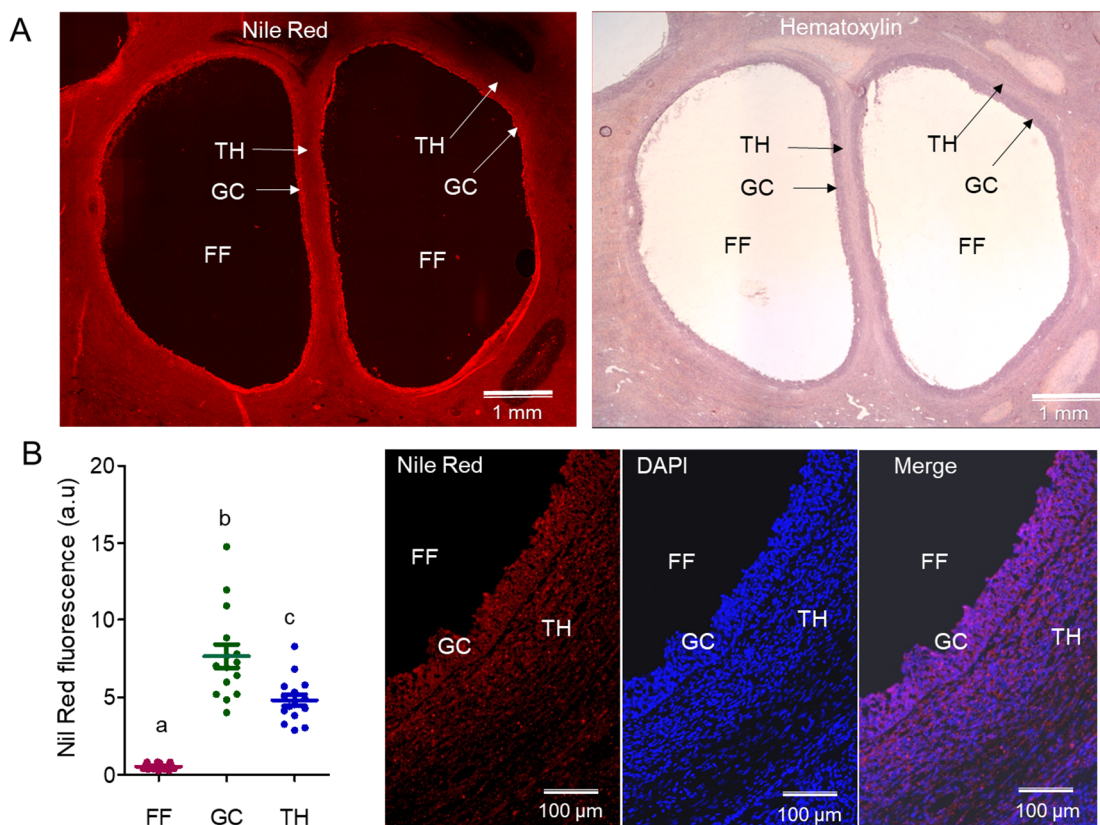 A
Nile Red
TH
GC
FF
TH
GC
FF
1 mm
Hematoxylin
TH
GC
FF
TH
GC
FF
1 mm
B
Nil Red fluorescence (a.u)
20
15
10
5
0
a
b
c
FF GC TH
Nile Red
FF
GC
TH
100 µm
DAPI
FF
GC
TH
100 µm
Merge
FF
GC
TH
100 µm